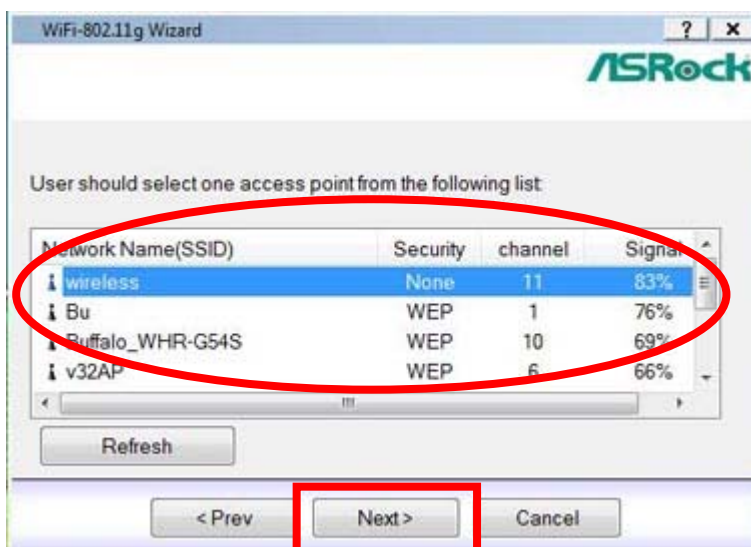 WiFi-802.11g Wizard ? x
ASRock
User should select one access point from the following list
Network Name(SSID) Security channel Signal
wireless None 11 83%
Bu WEP 1 76%
Buffalo_WHR-G54S WEP 10 69%
v32AP WEP 6 66%
Refresh
< Prev Next > Cancel